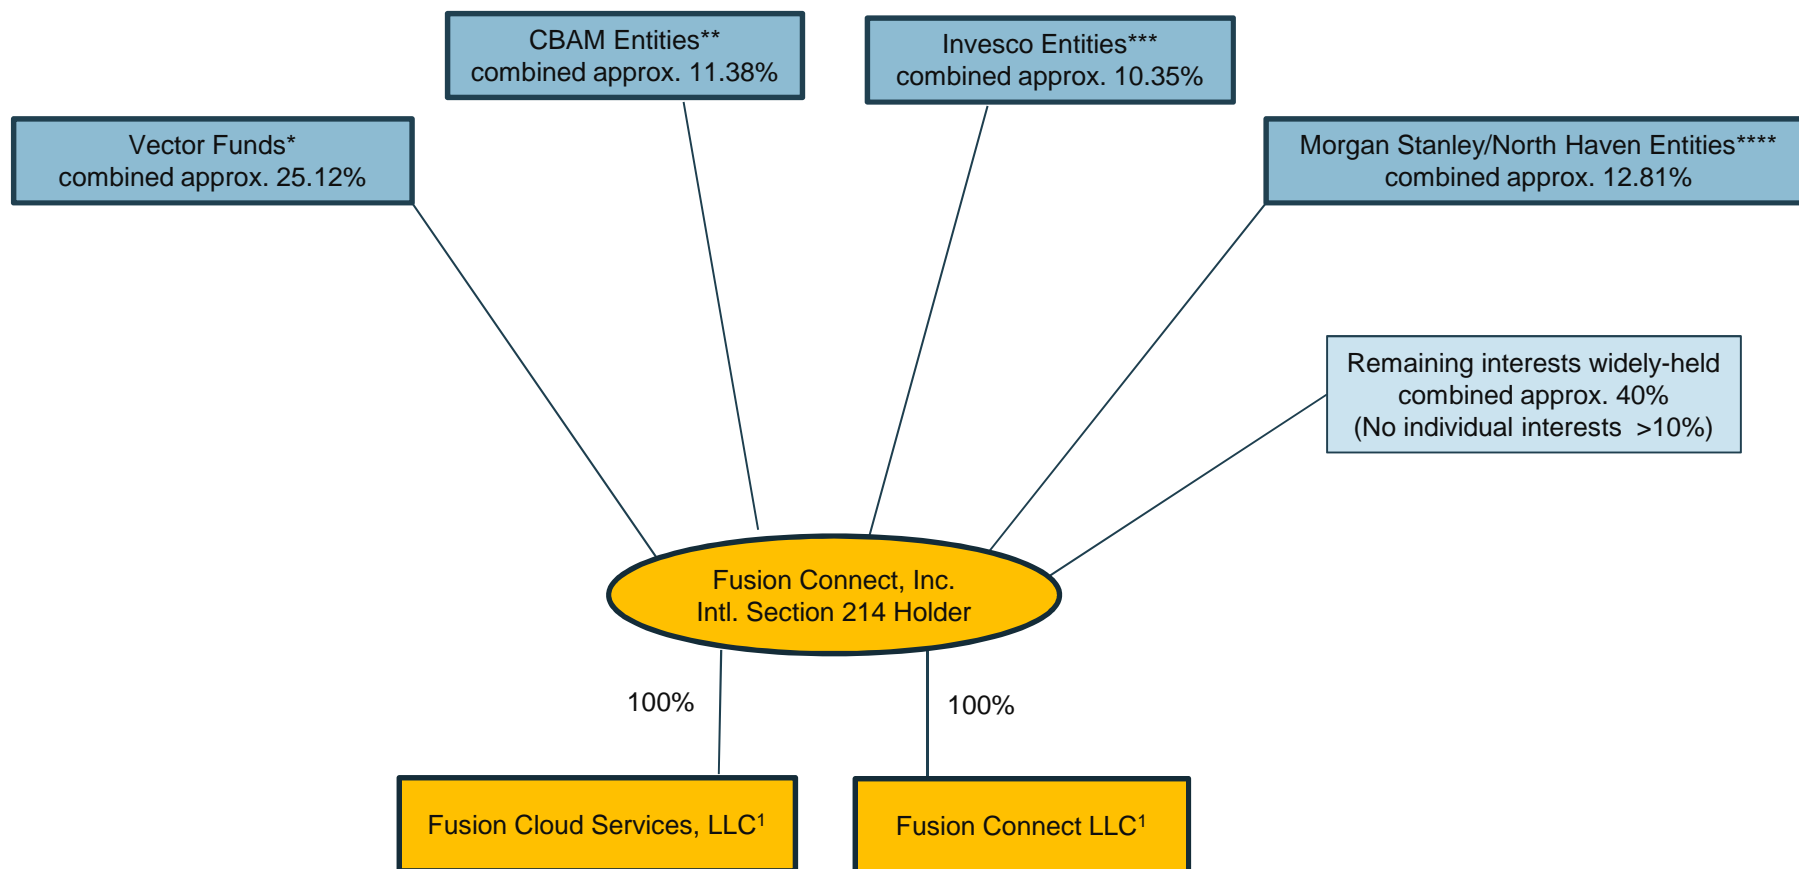 CBAM Entities**
combined approx. 11.38%
Invesco Entities***
combined approx. 10.35%
Vector Funds*
combined approx. 25.12%
Morgan Stanley/North Haven Entities****
combined approx. 12.81%
Remaining interests widely-held
combined approx. 40%
(No individual interests  >10%)
Fusion Connect, Inc.
Intl. Section 214 Holder
100%
100%
Fusion Cloud Services, LLC¹
Fusion Connect LLC¹